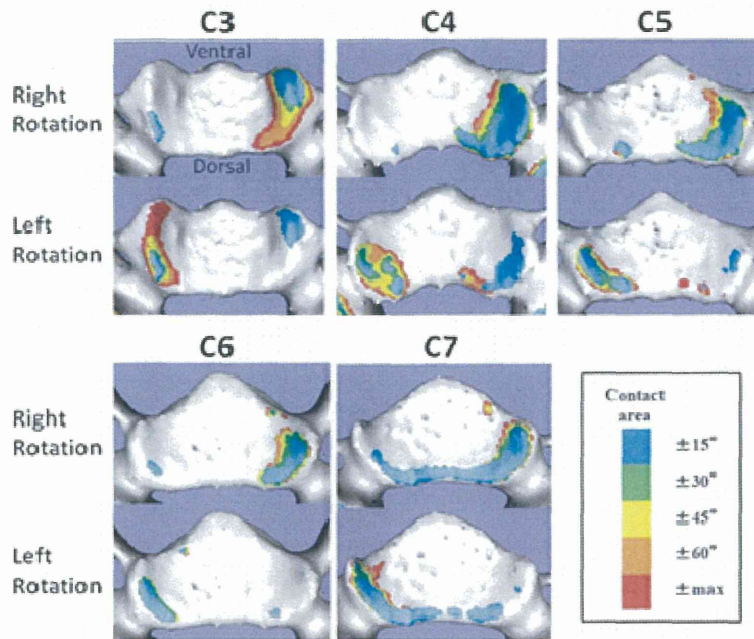 C3 C4 C5
Ventral
Right
Rotation
Dorsal
Left
Rotation
C6 C7
Right
Rotation
Left
Rotation
Contact
area
±15°
±30°
±45°
±60°
±max